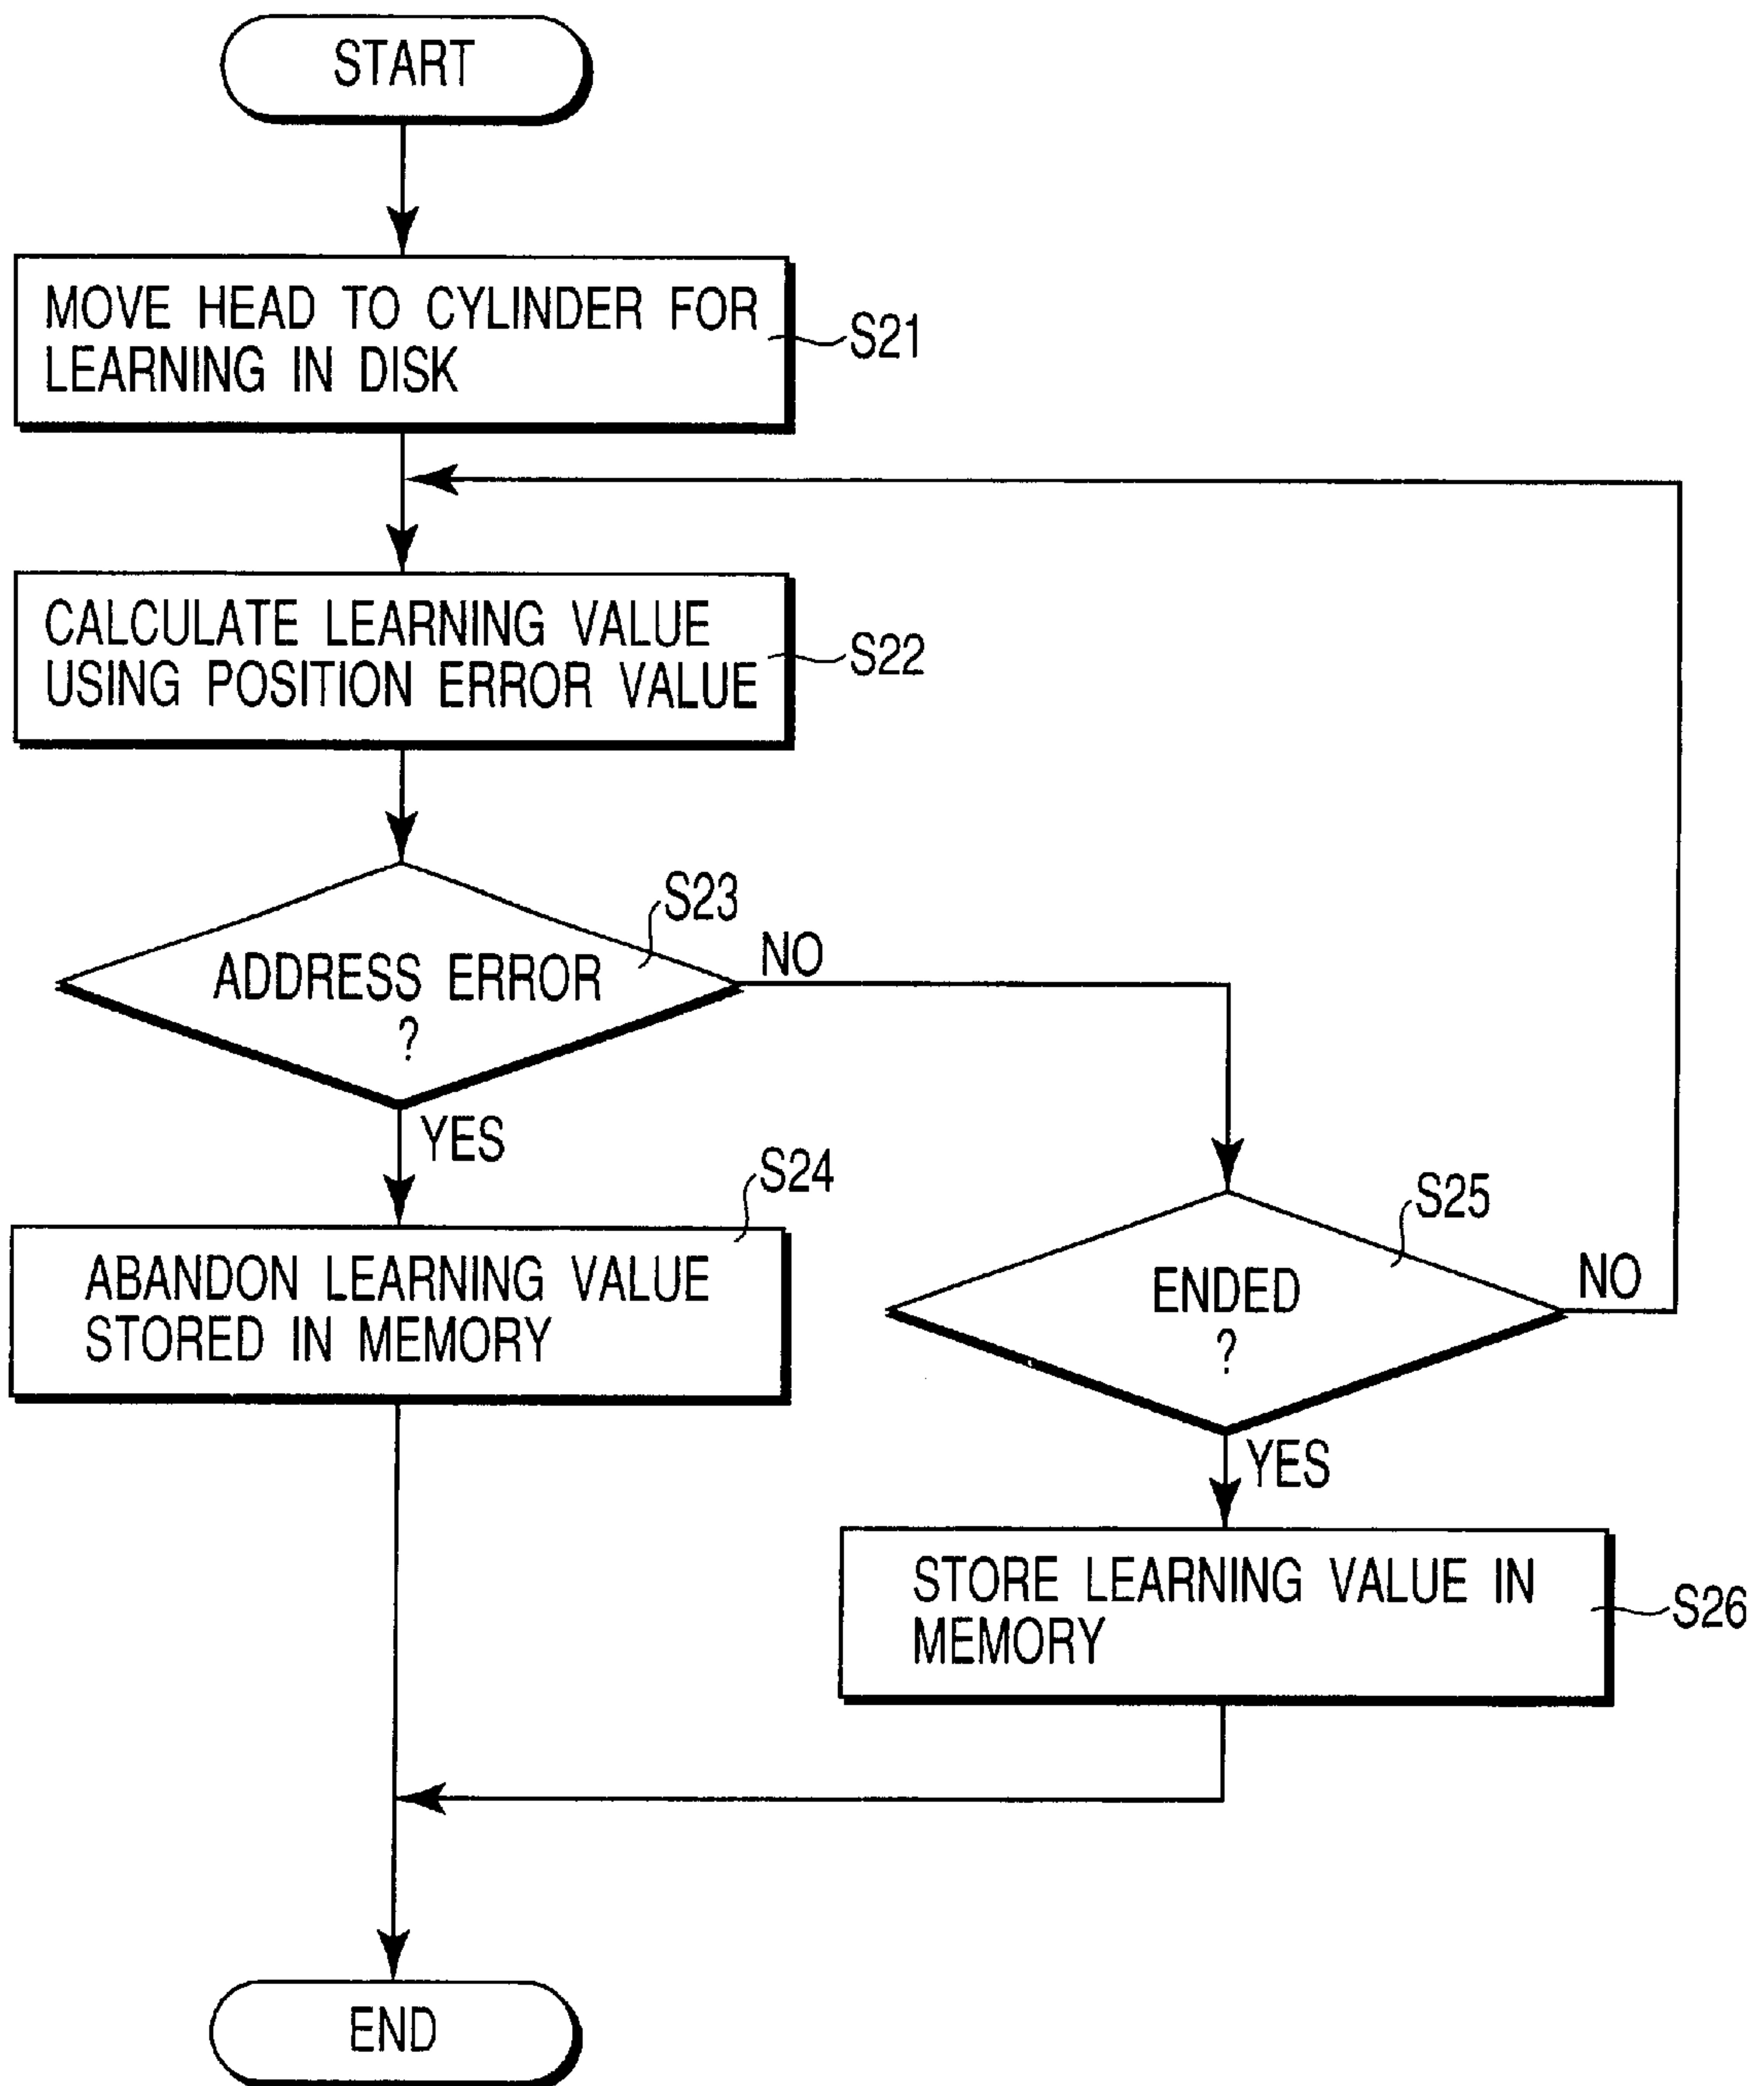 START
MOVE HEAD TO CYLINDER FOR
LEARNING IN DISK
S21
CALCULATE LEARNING VALUE
USING POSITION ERROR VALUE
S22
S23
ADDRESS ERROR
?
NO
YES
S24
ABANDON LEARNING VALUE
STORED IN MEMORY
S25
ENDED
?
NO
YES
STORE LEARNING VALUE IN
MEMORY
S26
END